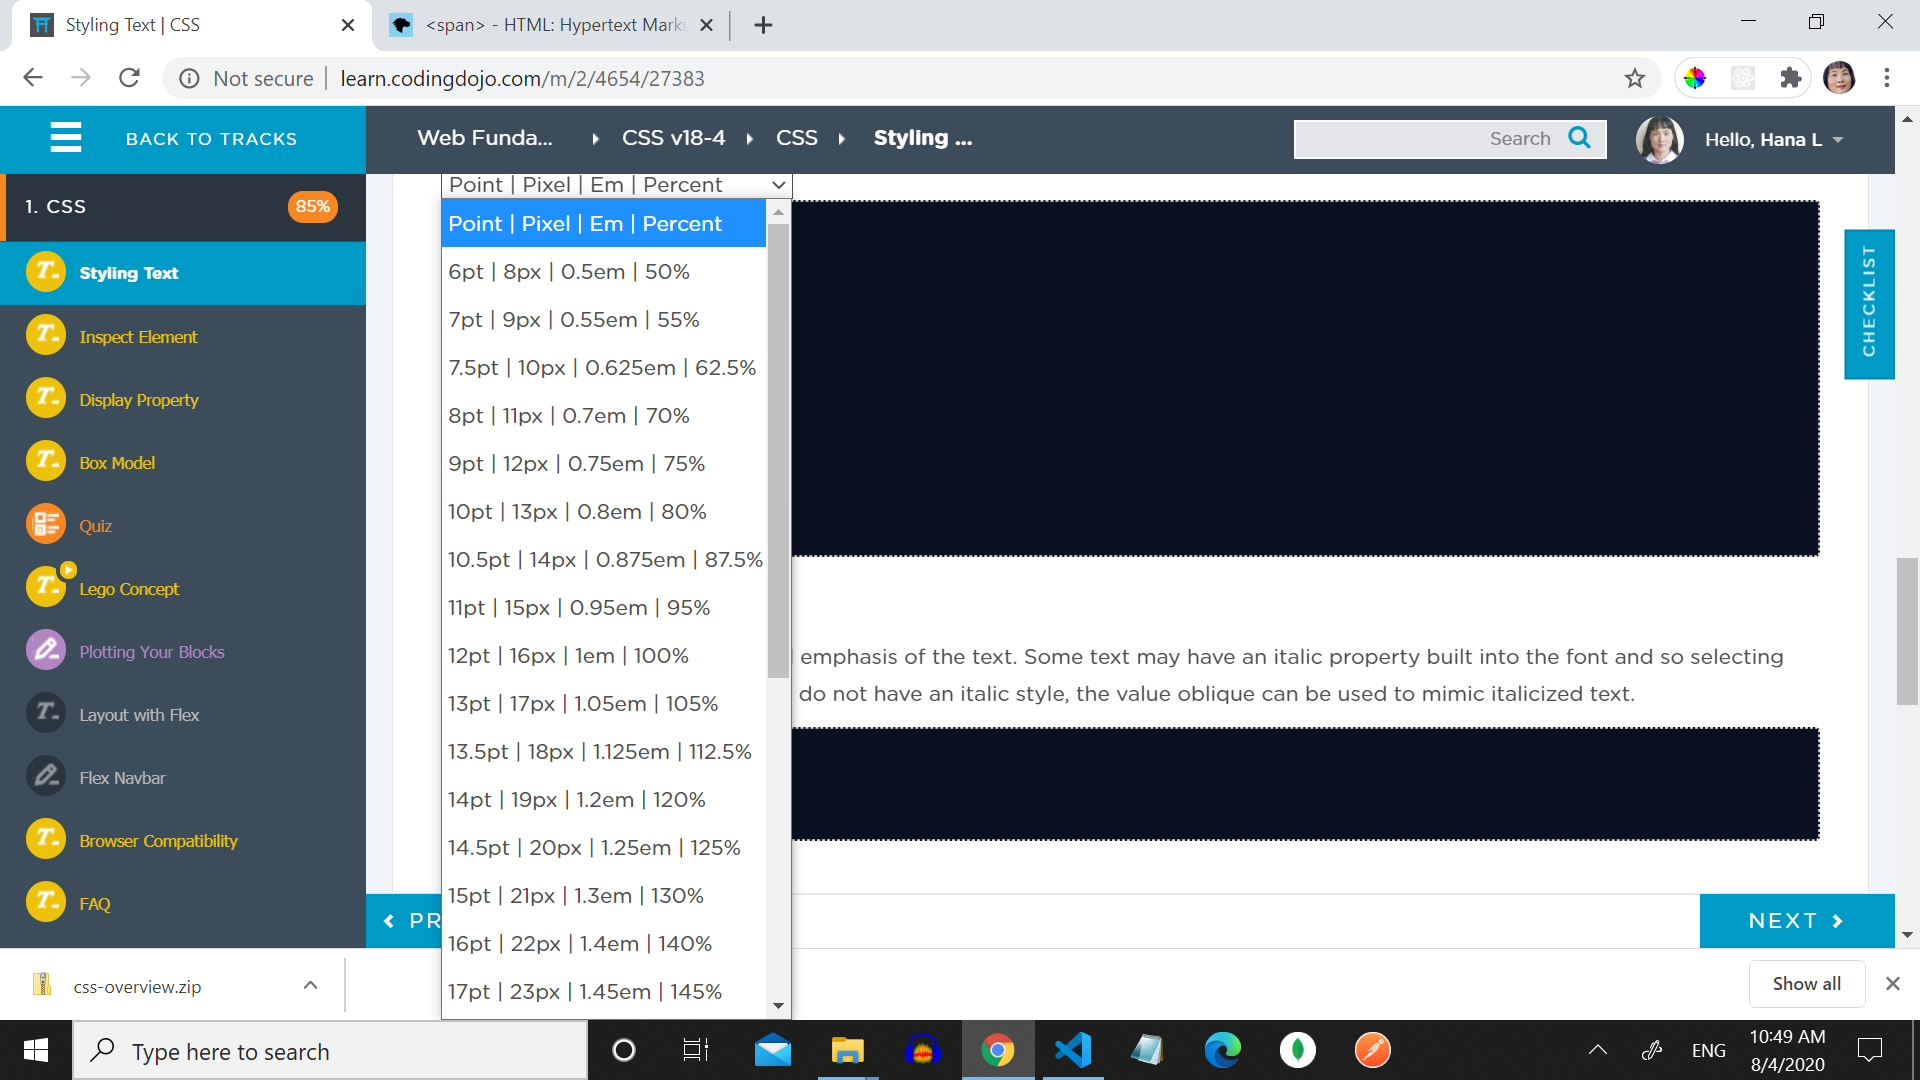 Styling Text | CSS
<span> - HTML: Hypertext Marku
Not secure | learn.codingdojo.com/m/2/4654/27383
BACK TO TRACKS
Web Funda... CSS v18-4 CSS Styling ...
Search
Hello, Hana L
1. CSS 85%
Styling Text
Inspect Element
Display Property
Box Model
Quiz
Lego Concept
Plotting Your Blocks
Layout with Flex
Flex Navbar
Browser Compatibility
FAQ
Point | Pixel | Em | Percent
Point | Pixel | Em | Percent
6pt | 8px | 0.5em | 50%
7pt | 9px | 0.55em | 55%
7.5pt | 10px | 0.625em | 62.5%
8pt | 11px | 0.7em | 70%
9pt | 12px | 0.75em | 75%
10pt | 13px | 0.8em | 80%
10.5pt | 14px | 0.875em | 87.5%
11pt | 15px | 0.95em | 95%
12pt | 16px | 1em | 100%
13pt | 17px | 1.05em | 105%
13.5pt | 18px | 1.125em | 112.5%
14pt | 19px | 1.2em | 120%
14.5pt | 20px | 1.25em | 125%
15pt | 21px | 1.3em | 130%
16pt | 22px | 1.4em | 140%
17pt | 23px | 1.45em | 145%
emphasis of the text. Some text may have an italic property built into the font and so selecting
do not have an italic style, the value oblique can be used to mimic italicized text.
CHECKLIST
PR
NEXT
css-overview.zip
Show all
Type here to search
ENG
10:49 AM
8/4/2020